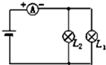 + A -
L₂ L₁